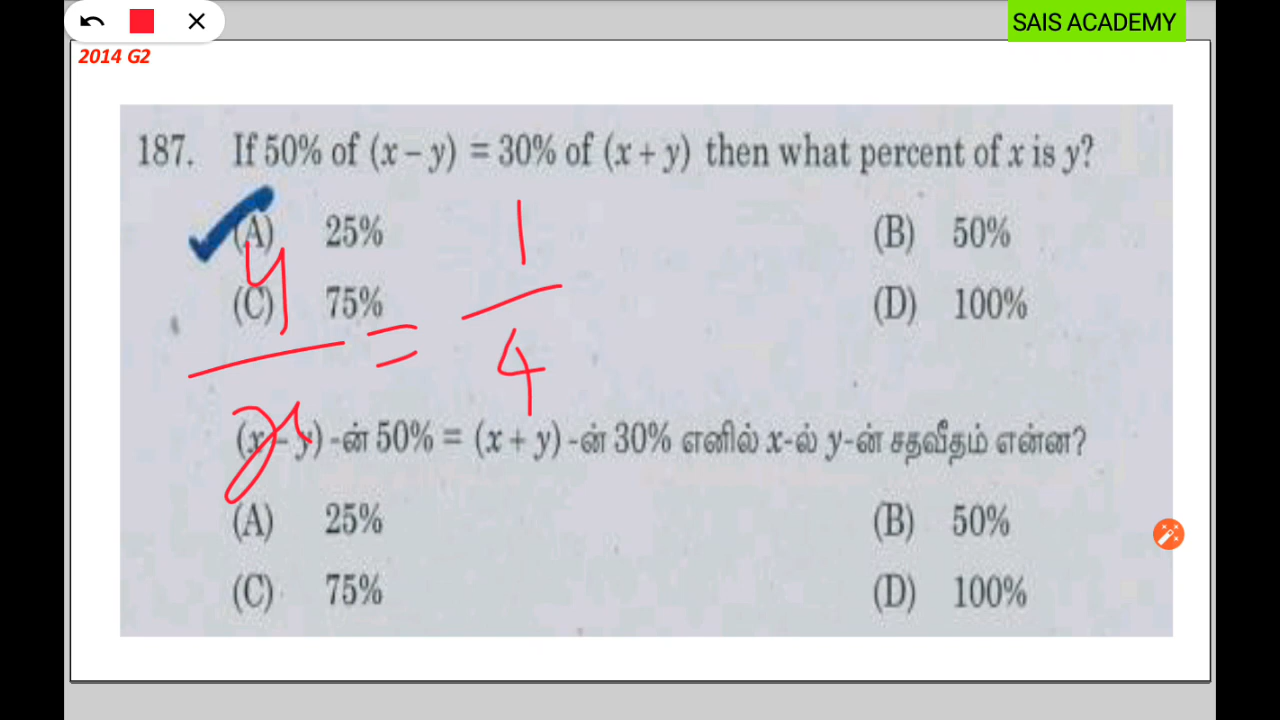 SAIS ACADEMY
2014 G2
187. If 50% of (x – y) = 30% of (x + y) then what percent of x is y?
(A) 25% (B) 50%
(C) 75% (D) 100%
y/x = 1/4
(x – y) -ன் 50% = (x + y) -ன் 30% எனில் x-ல் y-ன் சதவீதம் என்ன?
(A) 25% (B) 50%
(C) 75% (D) 100%